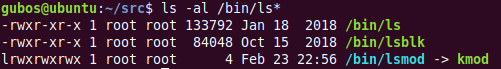 gubos@ubuntu:~/src$ ls -al /bin/ls*
-rwxr-xr-x 1 root root 133792 Jan 18  2018 /bin/ls
-rwxr-xr-x 1 root root  84048 Oct 15  2015 /bin/lsblk
lrwxrwxrwx 1 root root      4 Feb 23 22:56 /bin/lsmod -> kmod